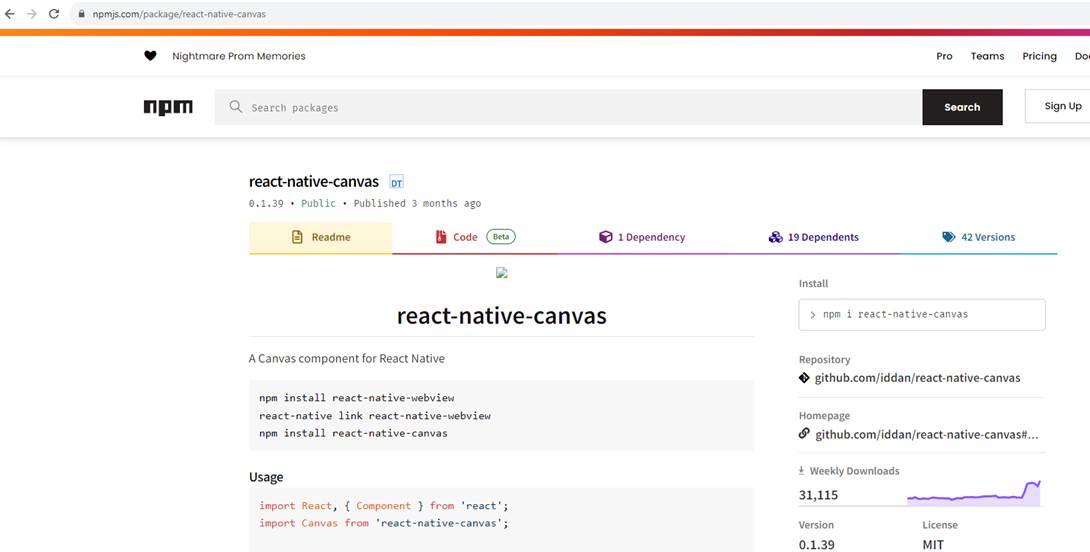 npmjs.com/package/react-native-canvas
Nightmare Prom Memories
Pro Teams Pricing
npm
Search packages
Search
Sign Up
react-native-canvas DT
0.1.39 • Public • Published 3 months ago
Readme
Code Beta
1 Dependency
19 Dependents
42 Versions
react-native-canvas
A Canvas component for React Native
npm install react-native-webview
react-native link react-native-webview
npm install react-native-canvas
Usage
import React, { Component } from 'react';
import Canvas from 'react-native-canvas';
Install
> npm i react-native-canvas
Repository
github.com/iddan/react-native-canvas
Homepage
github.com/iddan/react-native-canvas#...
Weekly Downloads
31,115
Version
0.1.39
License
MIT